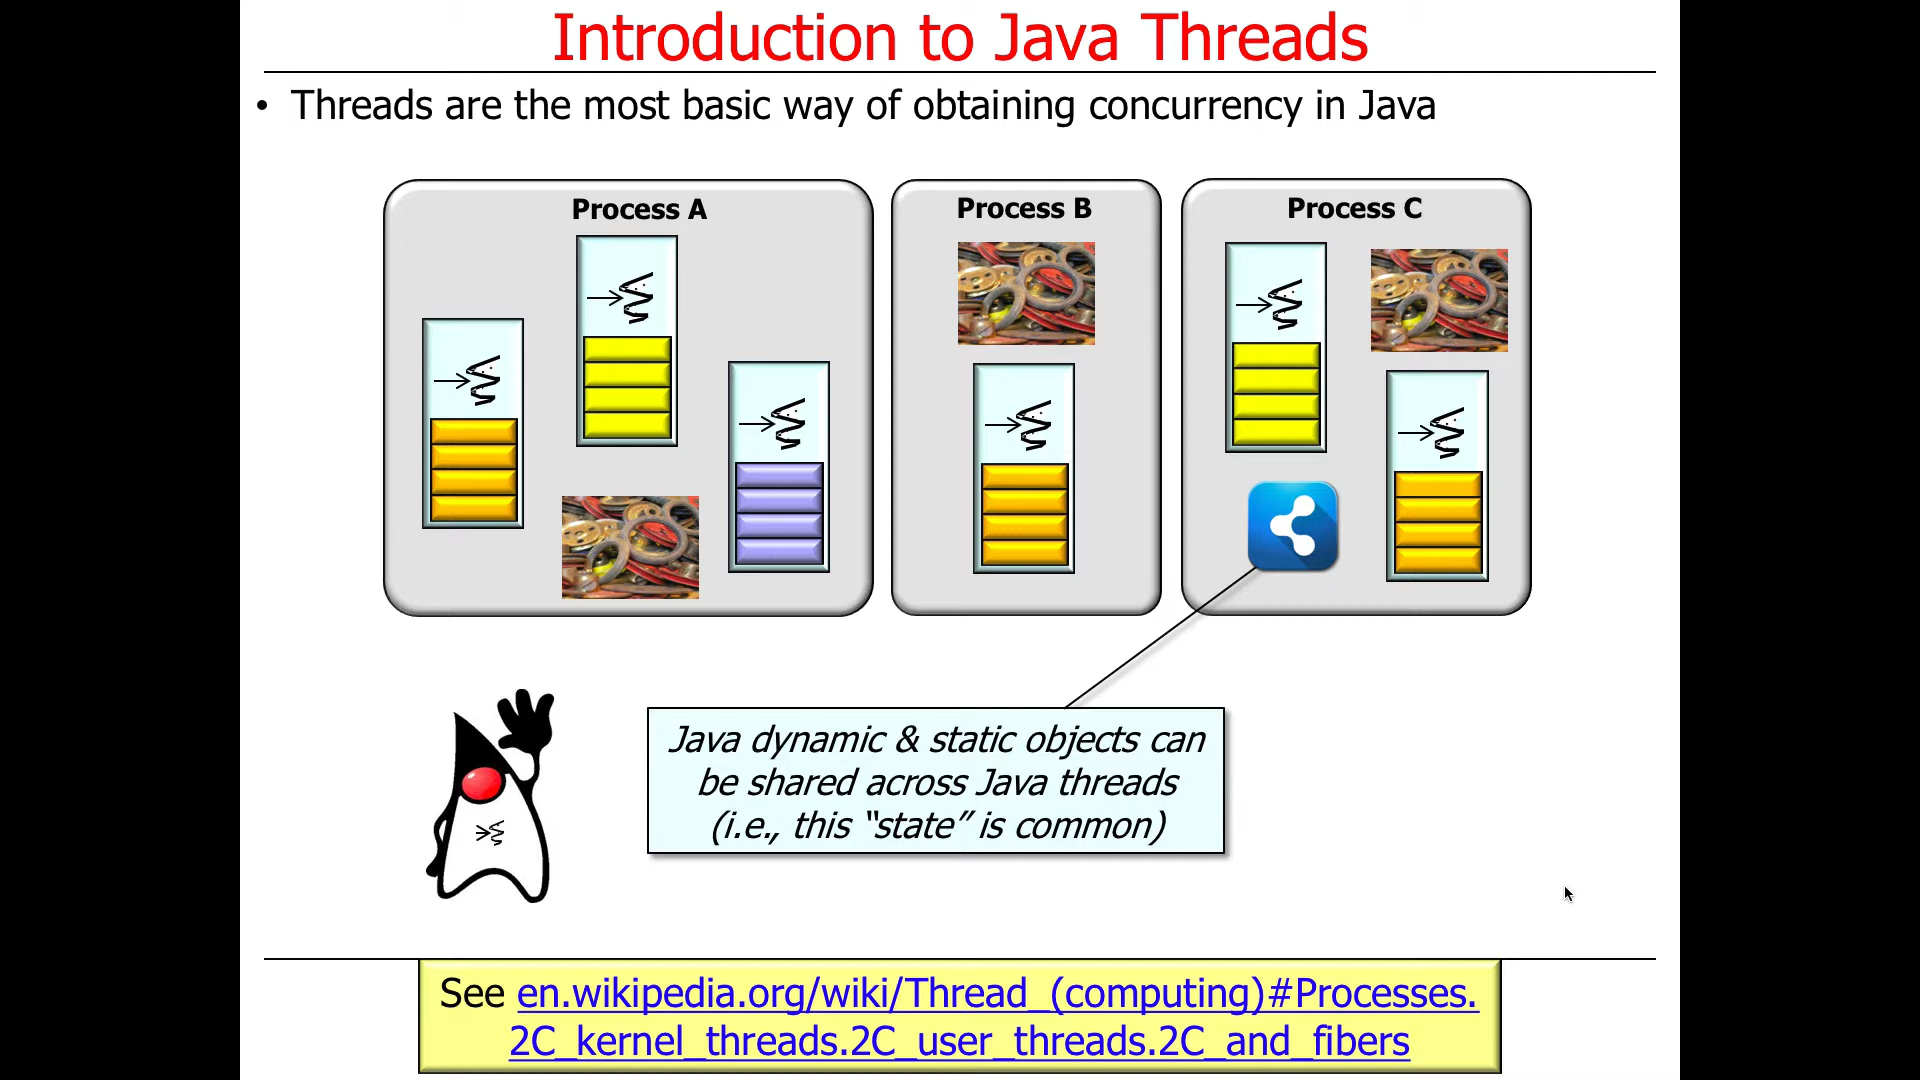 Introduction to Java Threads
• Threads are the most basic way of obtaining concurrency in Java
Process A
Process B
Process C
Java dynamic & static objects can
be shared across Java threads
(i.e., this “state” is common)
See en.wikipedia.org/wiki/Thread_(computing)#Processes.
2C_kernel_threads.2C_user_threads.2C_and_fibers